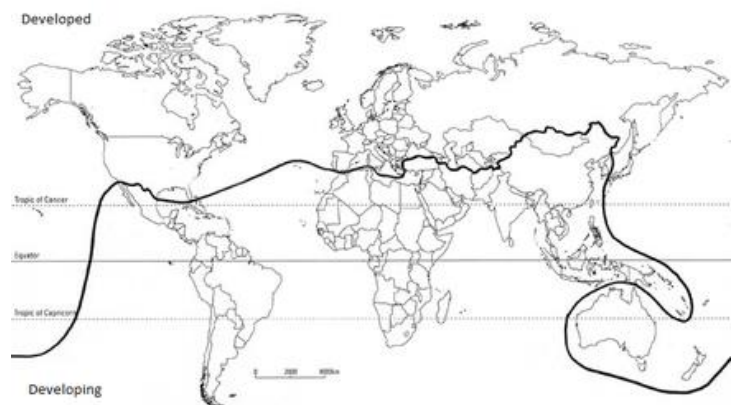 Developed
Tropic of Cancer
Equator
Tropic of Capricorn
0 2000 4000km
Developing